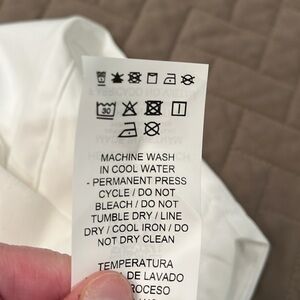 30
MACHINE WASH
IN COOL WATER
- PERMANENT PRESS
CYCLE / DO NOT
BLEACH / DO NOT
TUMBLE DRY / LINE
DRY / COOL IRON / DO
NOT DRY CLEAN
TEMPERATURA
DE LAVADO